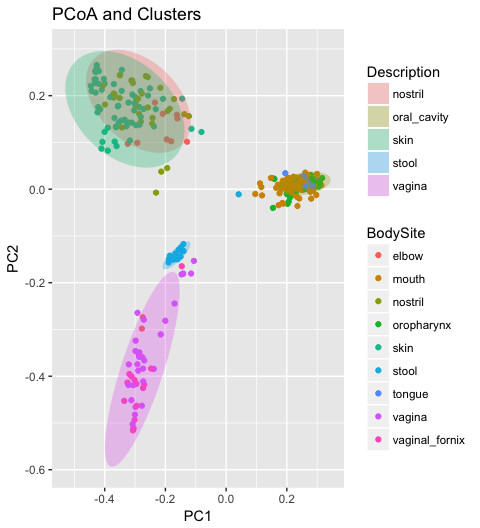 PCoA and Clusters
PC2
0.2
0.0
-0.2
-0.4
-0.6
-0.4
-0.2
0.0
0.2
PC1
Description
nostril
oral_cavity
skin
stool
vagina
BodySite
elbow
mouth
nostril
oropharynx
skin
stool
tongue
vagina
vaginal_fornix